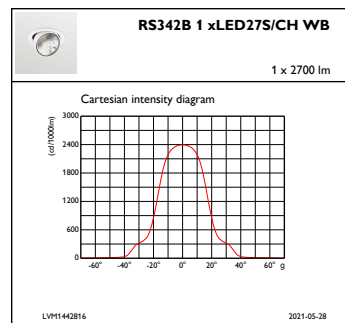 RS342B 1 xLED27S/CH WB
1 x 2700 lm
Cartesian intensity diagram
(cd/1000lm)
3000
2400
1800
1200
600
0
-60° -40° -20° 0° 20° 40° 60° g
LVM1442816 2021-05-28